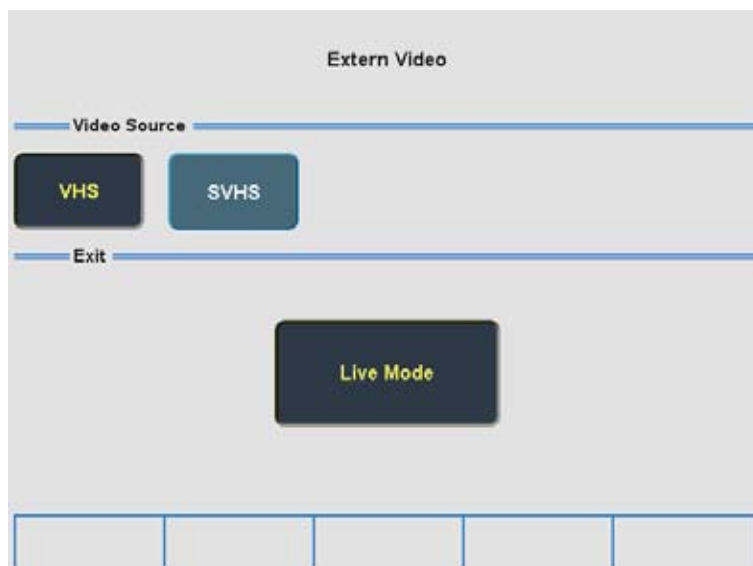 Extern Video
Video Source
VHS SVHS
Exit
Live Mode